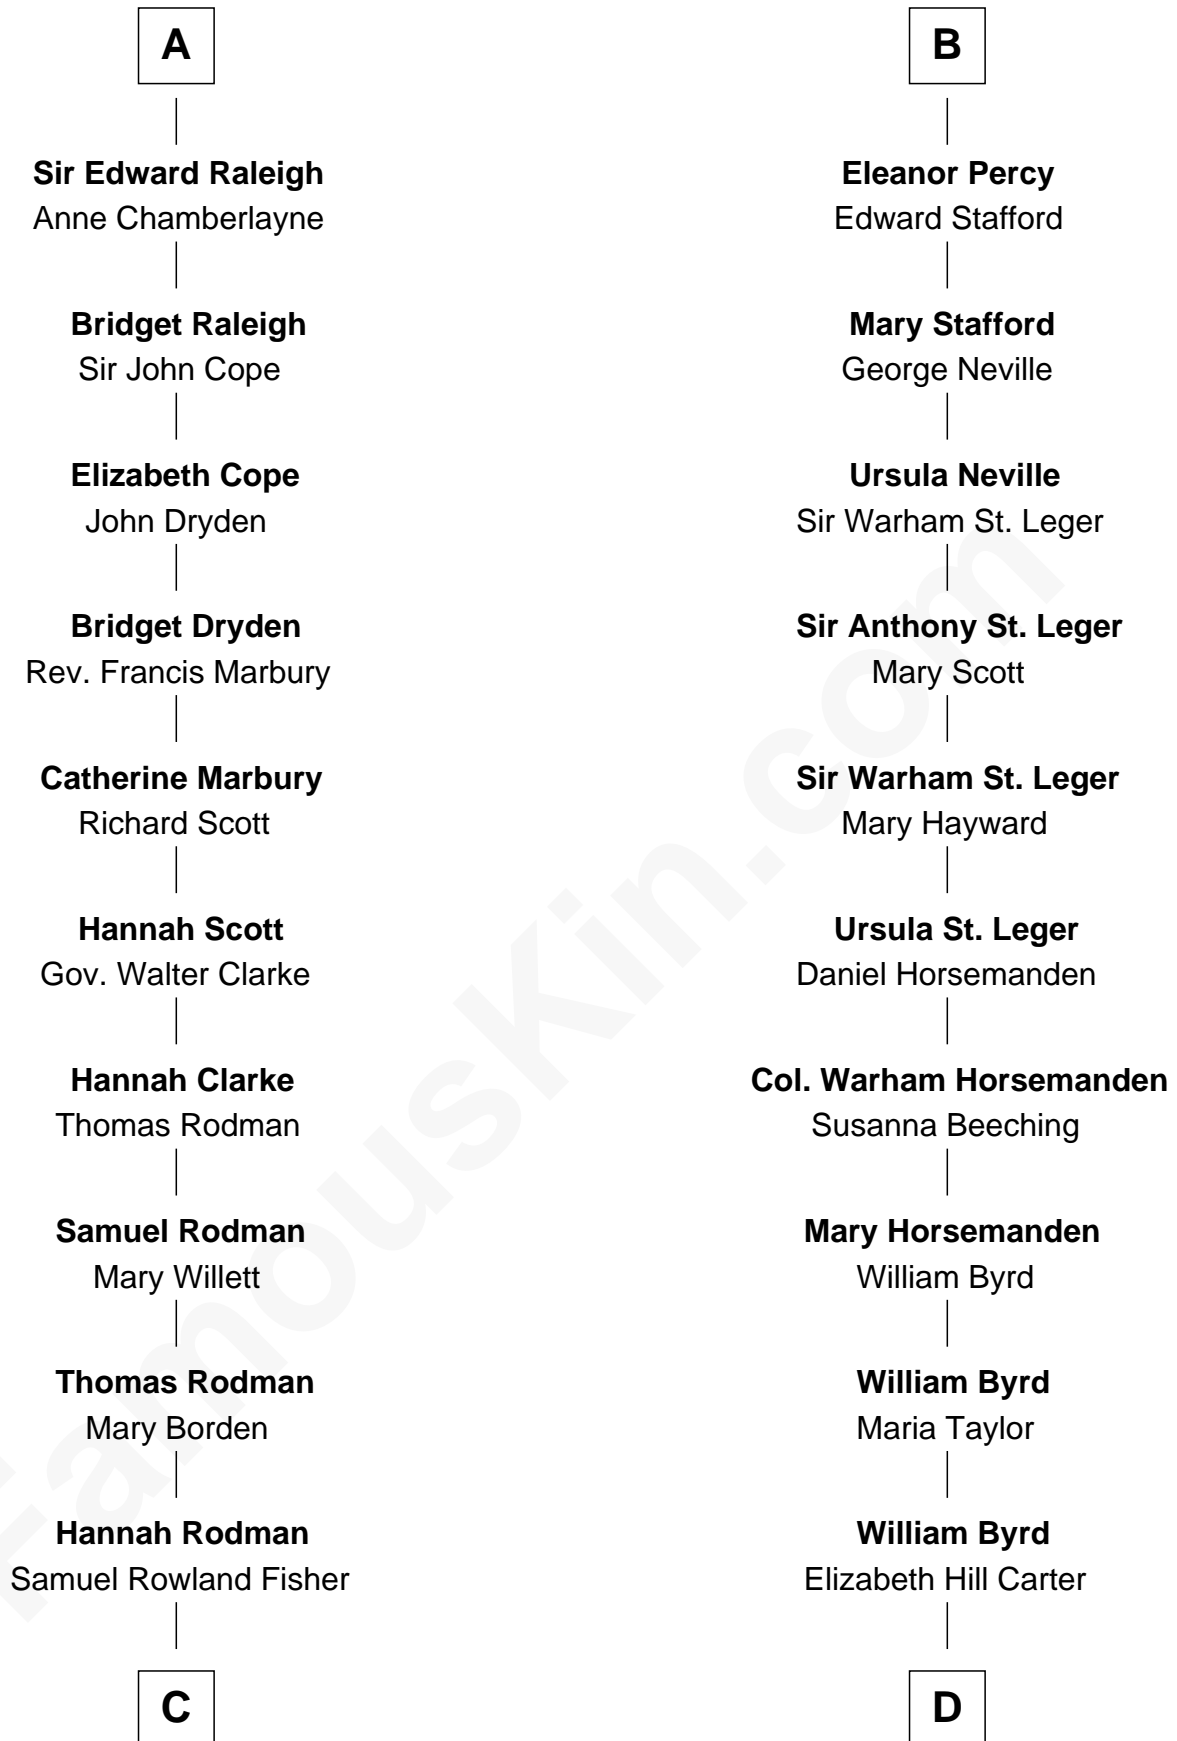 A
Sir Edward Raleigh
Anne Chamberlayne
Bridget Raleigh
Sir John Cope
Elizabeth Cope
John Dryden
Bridget Dryden
Rev. Francis Marbury
Catherine Marbury
Richard Scott
Hannah Scott
Gov. Walter Clarke
Hannah Clarke
Thomas Rodman
Samuel Rodman
Mary Willett
Thomas Rodman
Mary Borden
Hannah Rodman
Samuel Rowland Fisher
C
B
Eleanor Percy
Edward Stafford
Mary Stafford
George Neville
Ursula Neville
Sir Warham St. Leger
Sir Anthony St. Leger
Mary Scott
Sir Warham St. Leger
Mary Hayward
Ursula St. Leger
Daniel Horsemanden
Col. Warham Horsemanden
Susanna Beeching
Mary Horsemanden
William Byrd
William Byrd
Maria Taylor
William Byrd
Elizabeth Hill Carter
D
FamousKin.com